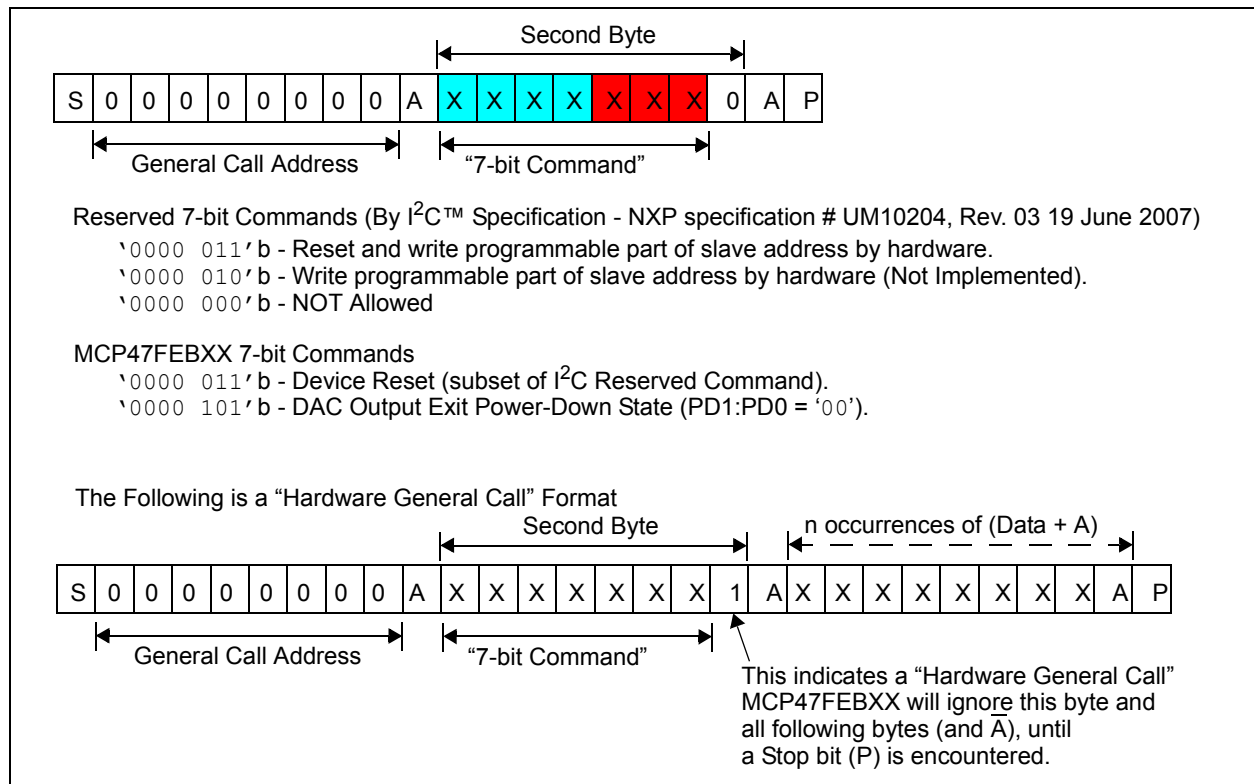 Second Byte
S 0 0 0 0 0 0 0 0 A X X X X X X X 0 A P
General Call Address “7-bit Command”
Reserved 7-bit Commands (By I²C™ Specification - NXP specification # UM10204, Rev. 03 19 June 2007)
‘0000 011’b - Reset and write programmable part of slave address by hardware.
‘0000 010’b - Write programmable part of slave address by hardware (Not Implemented).
‘0000 000’b - NOT Allowed
MCP47FEBXX 7-bit Commands
‘0000 011’b - Device Reset (subset of I²C Reserved Command).
‘0000 101’b - DAC Output Exit Power-Down State (PD1:PD0 = ‘00’).
The Following is a “Hardware General Call” Format
Second Byte n occurrences of (Data + A)
S 0 0 0 0 0 0 0 0 A X X X X X X X 1 A X X X X X X X X A P
General Call Address “7-bit Command”
This indicates a “Hardware General Call”
MCP47FEBXX will ignore this byte and
all following bytes (and A̅), until
a Stop bit (P) is encountered.